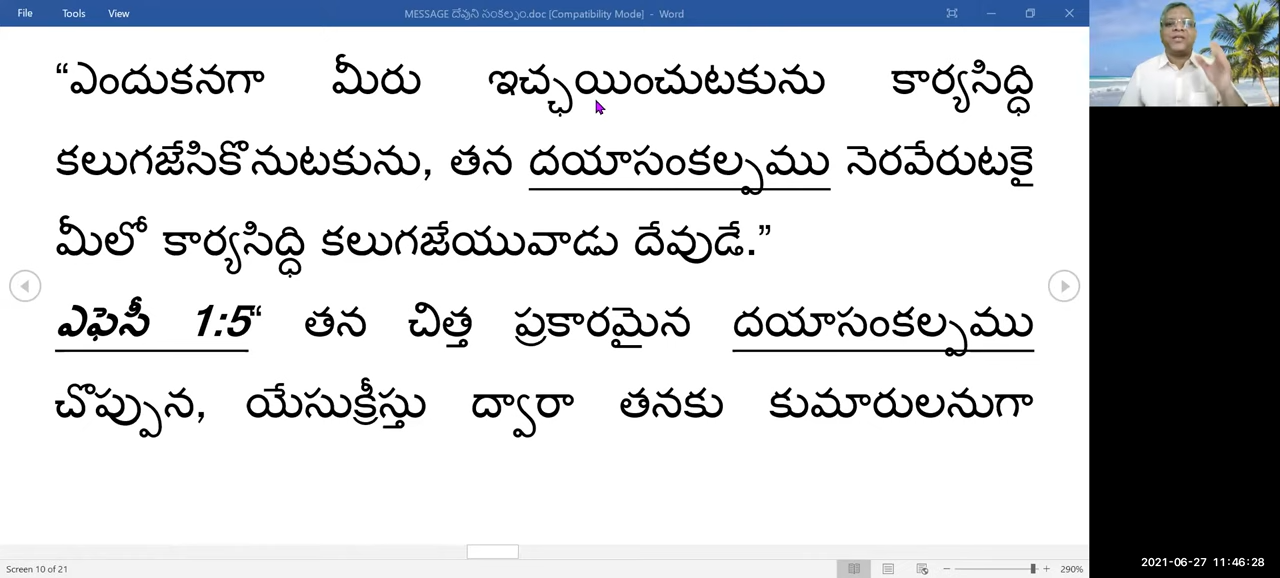 File Tools View MESSAGE దేవుని సంకల్పం.doc [Compatibility Mode] - Word
“ఎందుకనగా మీరు ఇచ్ఛయించుటకును కార్యసిద్ధి
కలుగజేసికొనుటకును, తన దయాసంకల్పము నెరవేరుటకై
మీలో కార్యసిద్ధి కలుగజేయువాడు దేవుడే.”
ఎఫెసీ 1:5“ తన చిత్త ప్రకారమైన దయాసంకల్పము
చొప్పున, యేసుక్రీస్తు ద్వారా తనకు కుమారులనుగా
2021-06-27 11:46:28
Screen 10 of 21 290%